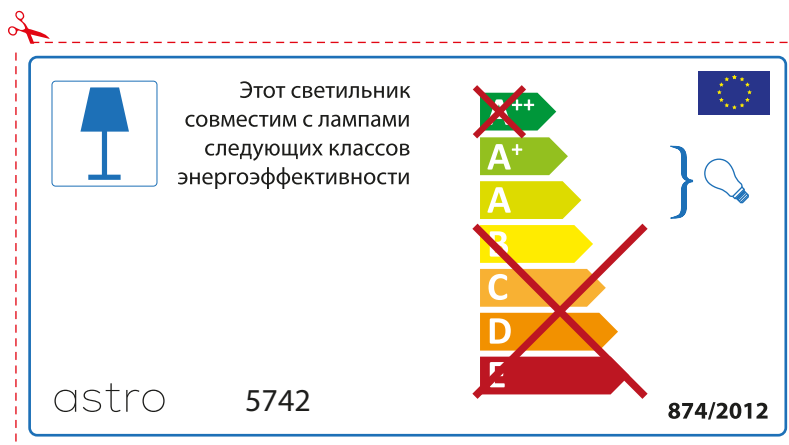 Этот светильник
совместим с лампами
следующих классов
энергоэффективности
A++
A+
A
B
C
D
E
astro
5742
874/2012